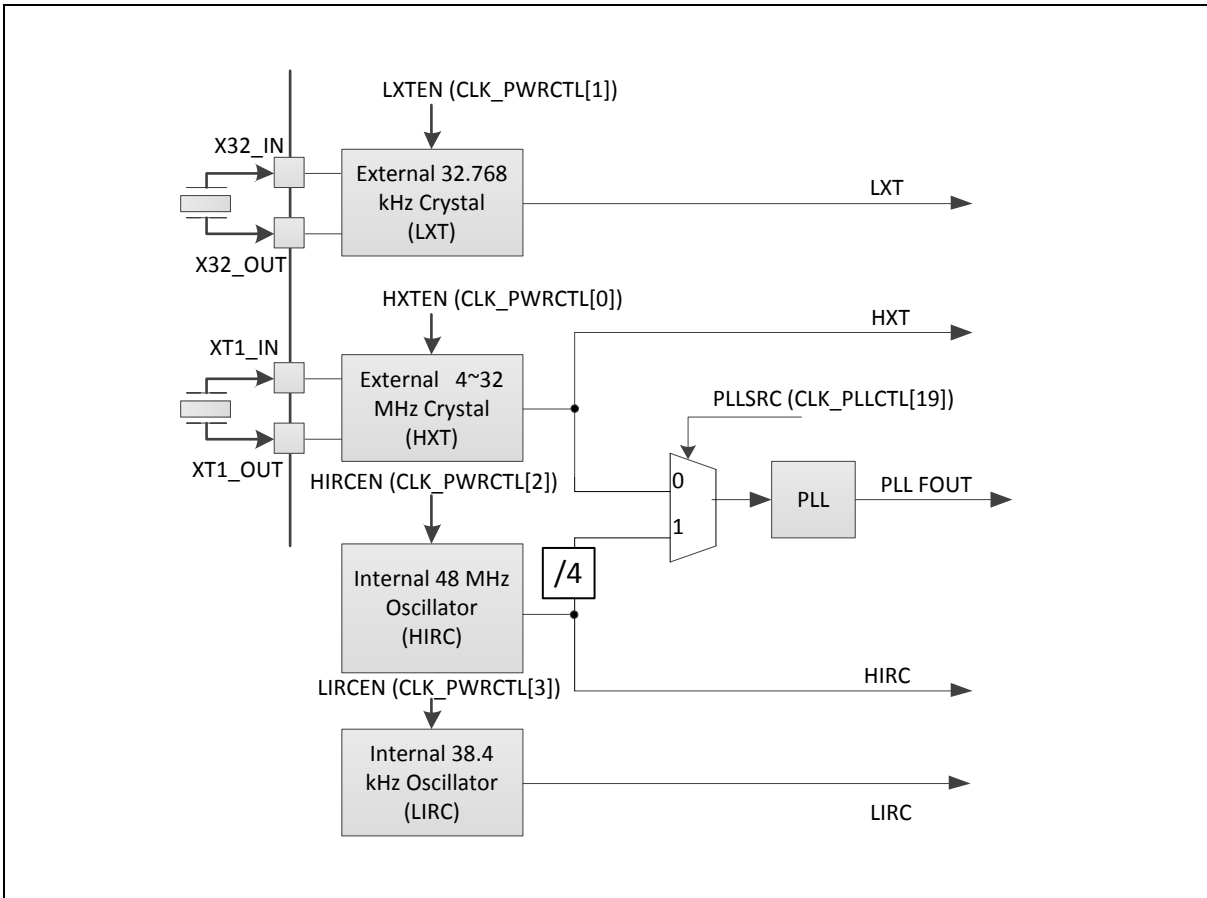 LXTEN (CLK_PWRCTL[1])
X32_IN
External 32.768
kHz Crystal
(LXT)
LXT
X32_OUT
HXTEN (CLK_PWRCTL[0])
HXT
XT1_IN
External 4~32
MHz Crystal
(HXT)
PLLSRC (CLK_PLLCTL[19])
XT1_OUT
HIRCEN (CLK_PWRCTL[2])
0
1
PLL
PLL FOUT
Internal 48 MHz
Oscillator
(HIRC)
/4
HIRC
LIRCEN (CLK_PWRCTL[3])
Internal 38.4
kHz Oscillator
(LIRC)
LIRC